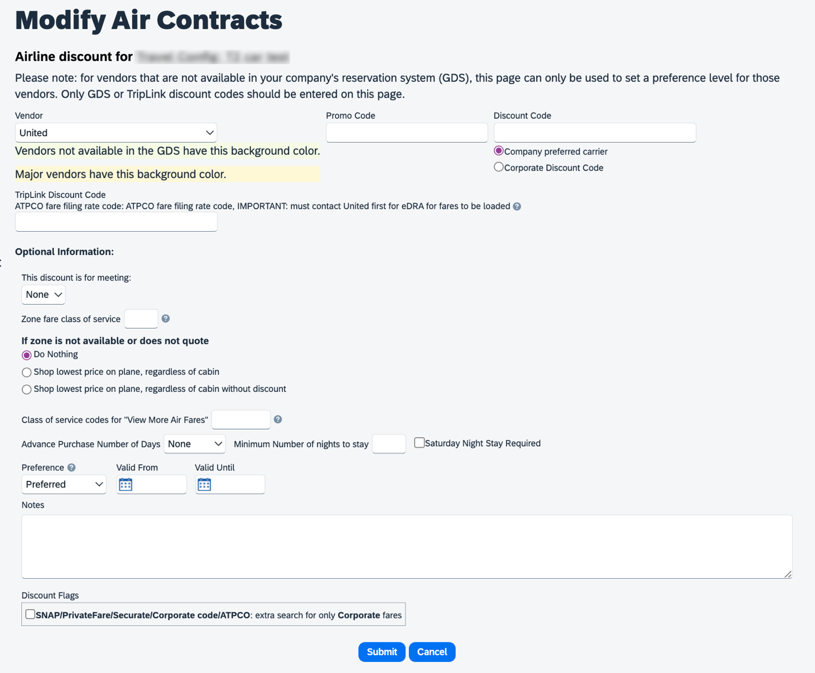 Modify Air Contracts
Airline discount for
Please note: for vendors that are not available in your company's reservation system (GDS), this page can only be used to set a preference level for those
vendors. Only GDS or TripLink discount codes should be entered on this page.
Vendor Promo Code Discount Code
United
Vendors not available in the GDS have this background color.
Company preferred carrier
Corporate Discount Code
Major vendors have this background color.
TripLink Discount Code
ATPCO fare filing rate code: ATPCO fare filing rate code, IMPORTANT: must contact United first for eDRA for fares to be loaded ?
Optional Information:
This discount is for meeting:
None
Zone fare class of service ?
If zone is not available or does not quote
Do Nothing
Shop lowest price on plane, regardless of cabin
Shop lowest price on plane, regardless of cabin without discount
Class of service codes for "View More Air Fares" ?
Advance Purchase Number of Days None Minimum Number of nights to stay Saturday Night Stay Required
Preference ? Valid From Valid Until
Preferred
Notes
Discount Flags
SNAP/PrivateFare/Securate/Corporate code/ATPCO: extra search for only Corporate fares
Submit Cancel